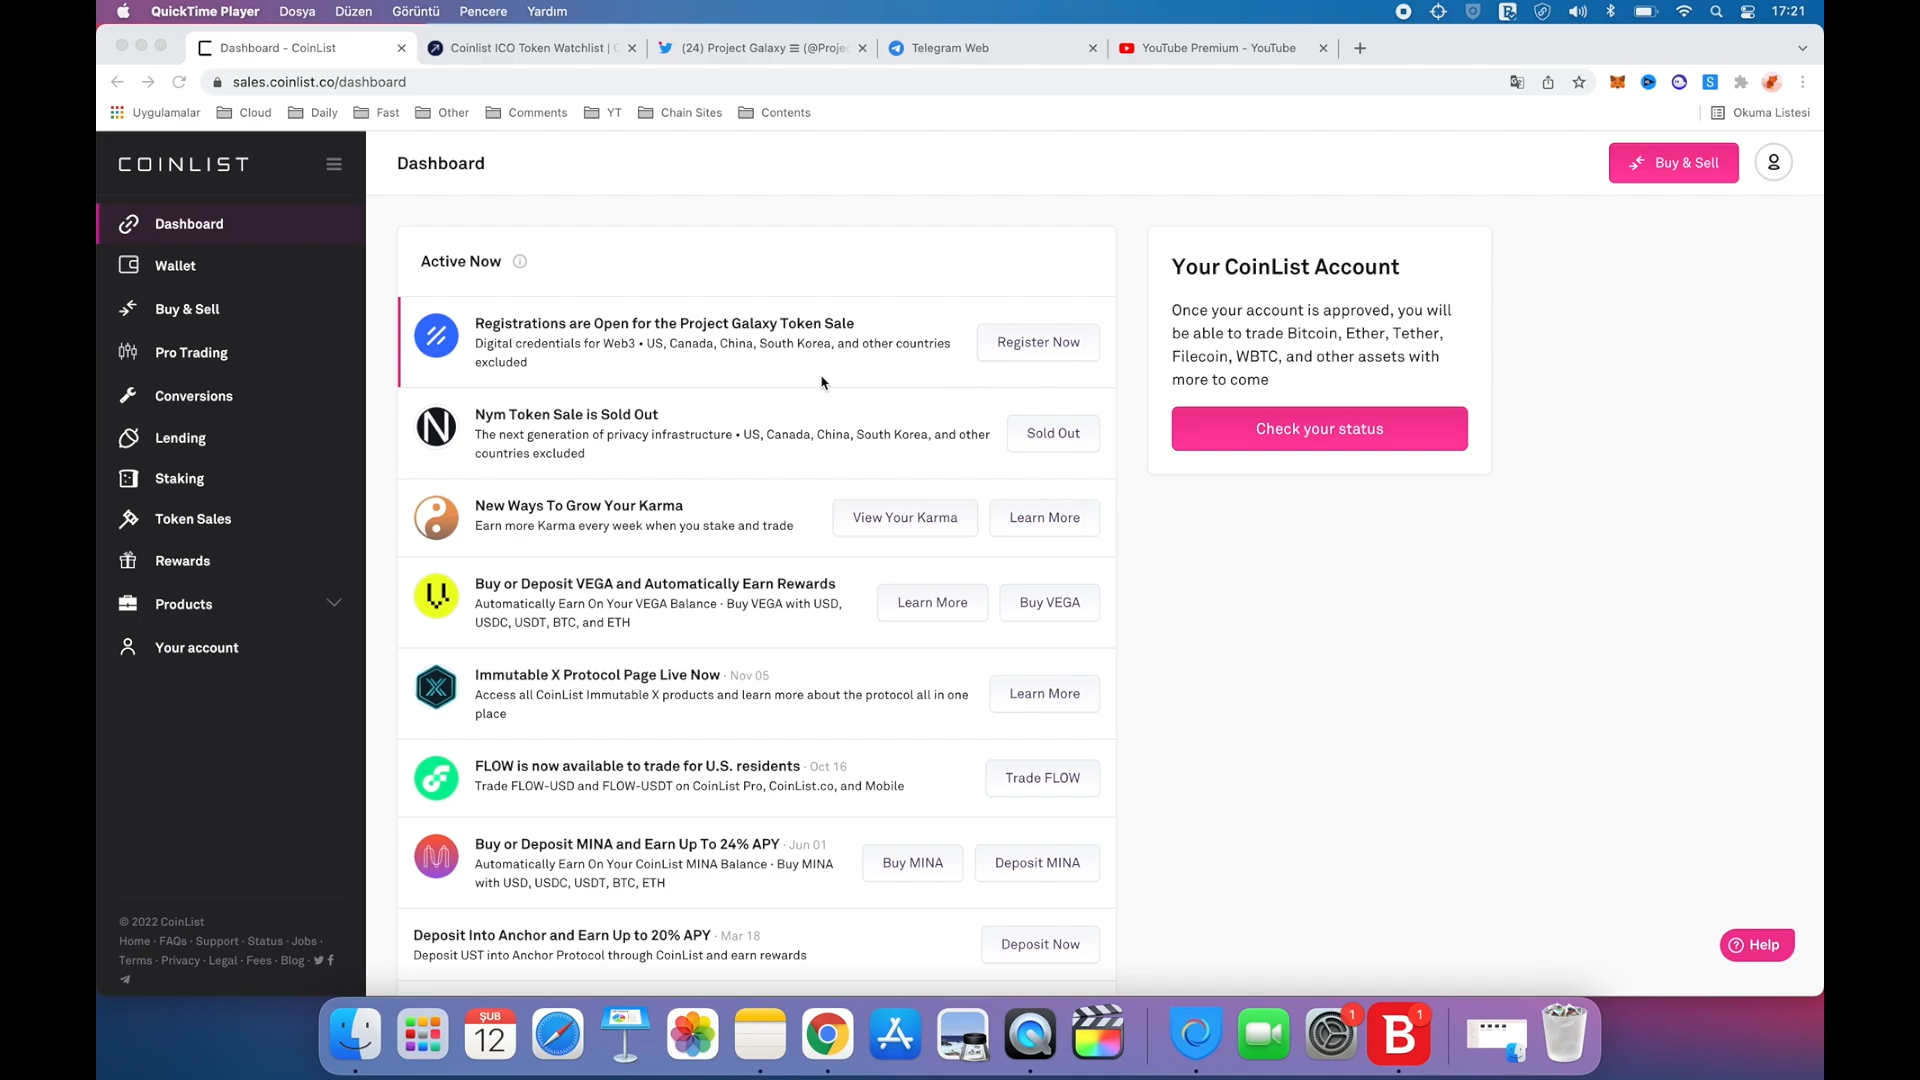 QuickTime Player Dosya Düzen Görüntü Pencere Yardım 17:21
Dashboard - CoinList
Coinlist ICO Token Watchlist |
(24) Project Galaxy (@Proje
Telegram Web
YouTube Premium - YouTube
sales.coinlist.co/dashboard
Uygulamalar Cloud Daily Fast Other Comments YT Chain Sites Contents Okuma Listesi
COINLIST
Dashboard
Buy & Sell
Dashboard
Wallet
Buy & Sell
Pro Trading
Conversions
Lending
Staking
Token Sales
Rewards
Products
Your account
© 2022 CoinList
Home · FAQs · Support · Status · Jobs ·
Terms · Privacy · Legal · Fees · Blog ·
Active Now
Registrations are Open for the Project Galaxy Token Sale
Digital credentials for Web3 • US, Canada, China, South Korea, and other countries
excluded
Register Now
Nym Token Sale is Sold Out
The next generation of privacy infrastructure • US, Canada, China, South Korea, and other
countries excluded
Sold Out
New Ways To Grow Your Karma
Earn more Karma every week when you stake and trade
View Your Karma
Learn More
Buy or Deposit VEGA and Automatically Earn Rewards
Automatically Earn On Your VEGA Balance · Buy VEGA with USD,
USDC, USDT, BTC, and ETH
Learn More
Buy VEGA
Immutable X Protocol Page Live Now · Nov 05
Access all CoinList Immutable X products and learn more about the protocol all in one
place
Learn More
FLOW is now available to trade for U.S. residents · Oct 16
Trade FLOW-USD and FLOW-USDT on CoinList Pro, CoinList.co, and Mobile
Trade FLOW
Buy or Deposit MINA and Earn Up To 24% APY · Jun 01
Automatically Earn On Your CoinList MINA Balance · Buy MINA
with USD, USDC, USDT, BTC, ETH
Buy MINA
Deposit MINA
Deposit Into Anchor and Earn Up to 20% APY · Mar 18
Deposit UST into Anchor Protocol through CoinList and earn rewards
Deposit Now
Your CoinList Account
Once your account is approved, you will
be able to trade Bitcoin, Ether, Tether,
Filecoin, WBTC, and other assets with
more to come
Check your status
Help
ŞUB
12
1
B
1